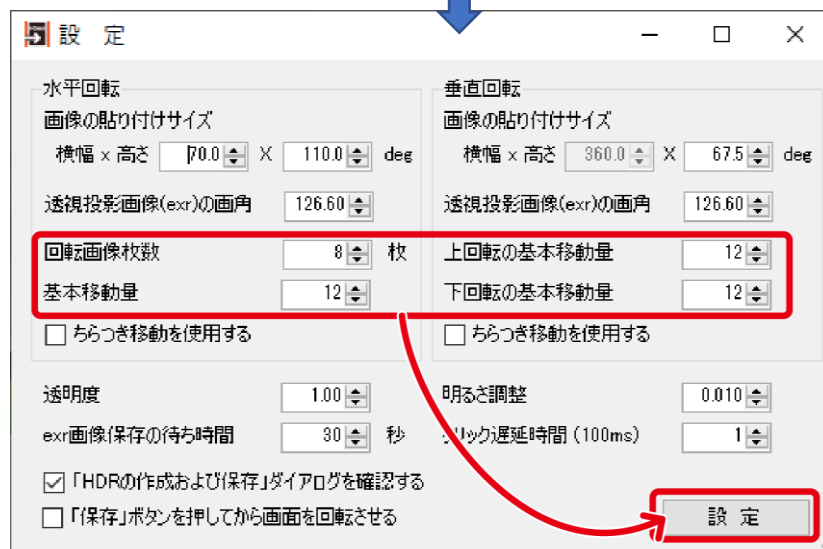 設 定
水平回転
画像の貼り付けサイズ
横幅 × 高さ 70.0 X 110.0 deg
透視投影画像(exr)の画角 126.60
回転画像枚数 8 枚
基本移動量 12
ちらつき移動を使用する
垂直回転
画像の貼り付けサイズ
横幅 × 高さ 360.0 X 67.5 deg
透視投影画像(exr)の画角 126.60
上回転の基本移動量 12
下回転の基本移動量 12
ちらつき移動を使用する
透明度 1.00
明るさ調整 0.010
exr画像保存の待ち時間 30 秒
クリック遅延時間 (100ms) 1
「HDRの作成および保存」ダイアログを確認する
「保存」ボタンを押してから画面を回転させる
設 定